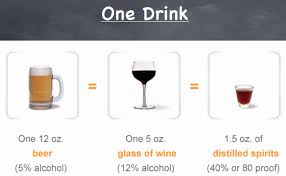 One Drink
= =
One 12 oz. One 5 oz. 1.5 oz. of
beer glass of wine distilled spirits
(5% alcohol) (12% alcohol) (40% or 80 proof)